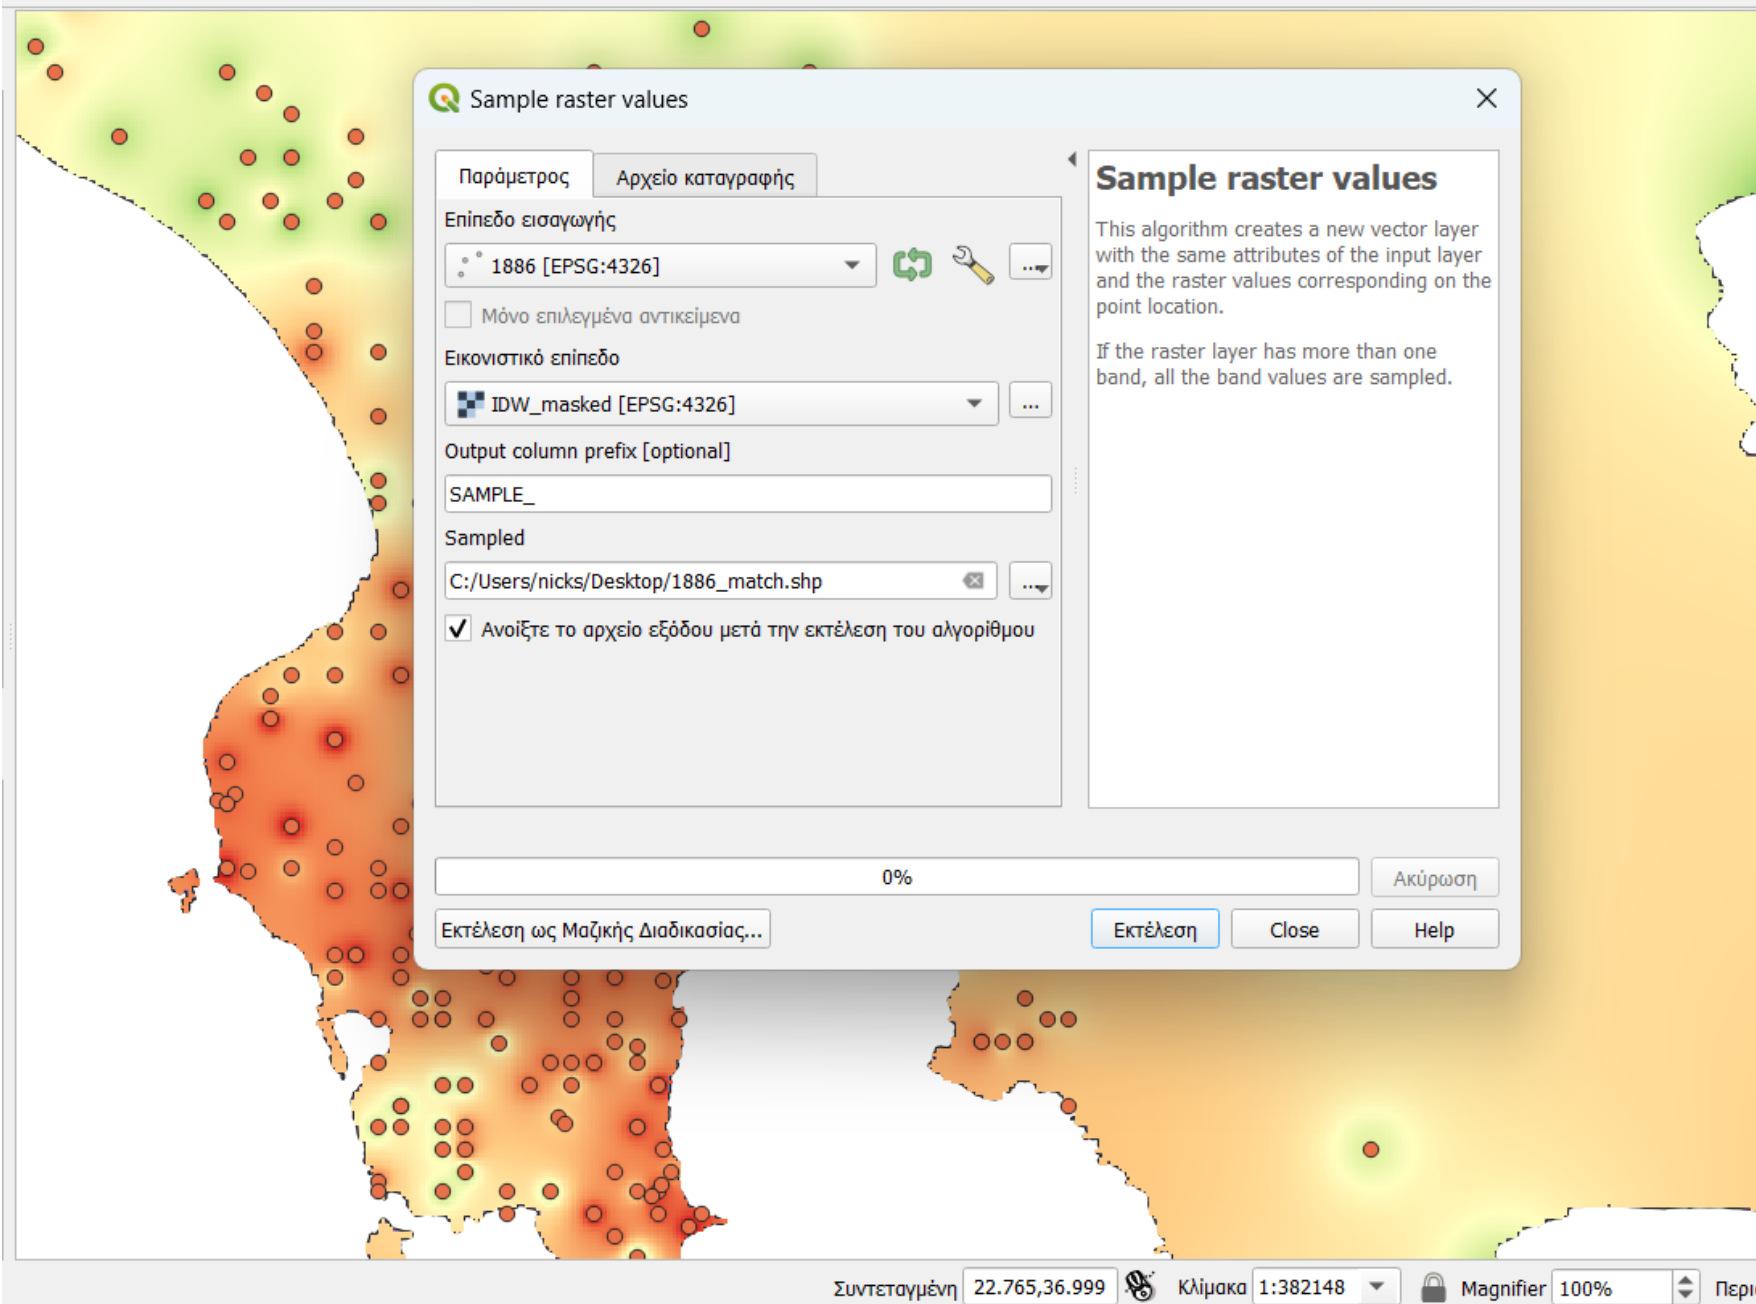 Sample raster values
Παράμετρος
Αρχείο καταγραφής
Επίπεδο εισαγωγής
1886 [EPSG:4326]
...
Μόνο επιλεγμένα αντικείμενα
Εικονιστικό επίπεδο
IDW_masked [EPSG:4326]
...
Output column prefix [optional]
SAMPLE_
Sampled
C:/Users/nicks/Desktop/1886_match.shp
...
Ανοίξτε το αρχείο εξόδου μετά την εκτέλεση του αλγορίθμου
Sample raster values
This algorithm creates a new vector layer
with the same attributes of the input layer
and the raster values corresponding on the
point location.
If the raster layer has more than one
band, all the band values are sampled.
0%
Ακύρωση
Εκτέλεση ως Μαζικής Διαδικασίας...
Εκτέλεση
Close
Help
Συντεταγμένη 22.765,36.999 Κλίμακα 1:382148 Magnifier 100%